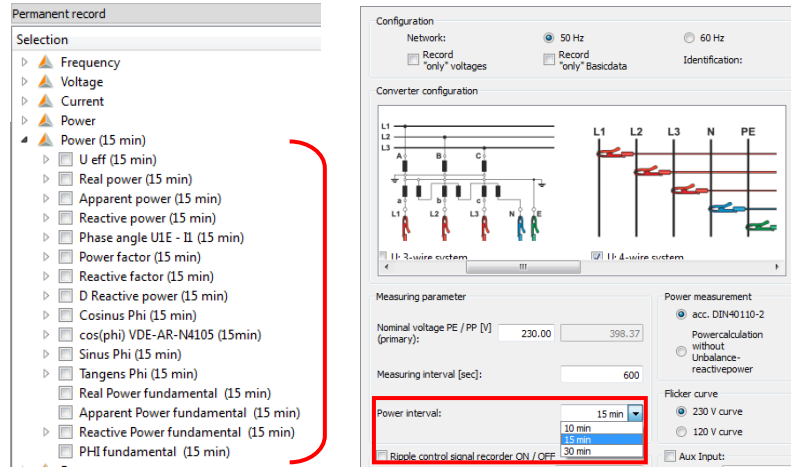 Permanent record
Selection
Frequency
Voltage
Current
Power
Power (15 min)
U eff (15 min)
Real power (15 min)
Apparent power (15 min)
Reactive power (15 min)
Phase angle U1E - I1 (15 min)
Power factor (15 min)
Reactive factor (15 min)
D Reactive power (15 min)
Cosinus Phi (15 min)
cos(phi) VDE-AR-N4105 (15min)
Sinus Phi (15 min)
Tangens Phi (15 min)
Real Power fundamental (15 min)
Apparent Power fundamental (15 min)
Reactive Power fundamental (15 min)
PHI fundamental (15 min)
Configuration
Network: 50 Hz 60 Hz
Record
"only" voltages
Record
"only" Basicdata
Identification:
Converter configuration
L1
L2
L3
A B C
a b c
L1 L2 L3 N E
L1 L2 L3 N PE
U: 3-wire system U: 4-wire system
Measuring parameter
Nominal voltage PE / PP [V]
(primary):
230.00 398.37
Measuring interval [sec]: 600
Power interval: 15 min
10 min
15 min
30 min
Ripple control signal recorder ON / OFF
Power measurement
acc. DIN40110-2
Powercalculation
without
Unbalance-
reactivepower
Flicker curve
230 V curve
120 V curve
Aux Input: